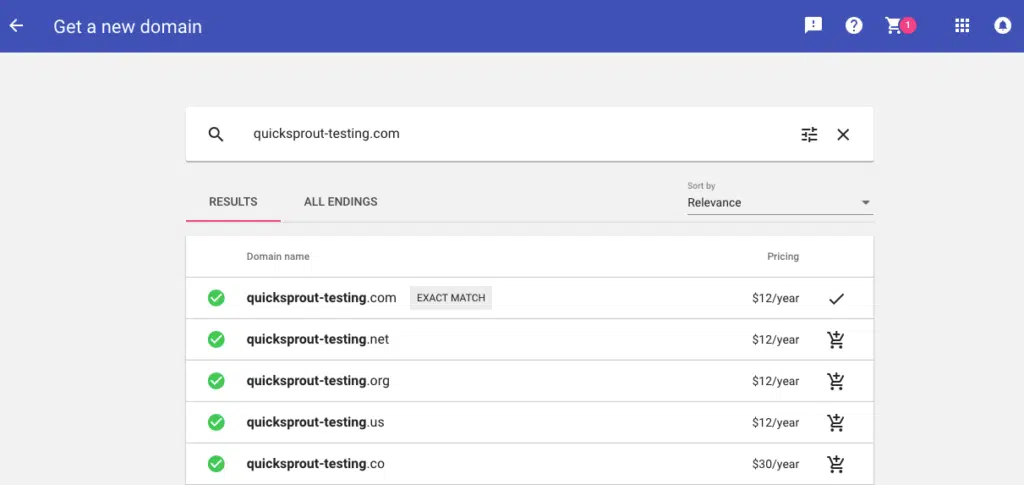 Get a new domain
1
quicksprout-testing.com
RESULTS ALL ENDINGS
Sort by
Relevance
Domain name Pricing
quicksprout-testing.com EXACT MATCH $12/year
quicksprout-testing.net $12/year
quicksprout-testing.org $12/year
quicksprout-testing.us $12/year
quicksprout-testing.co $30/year